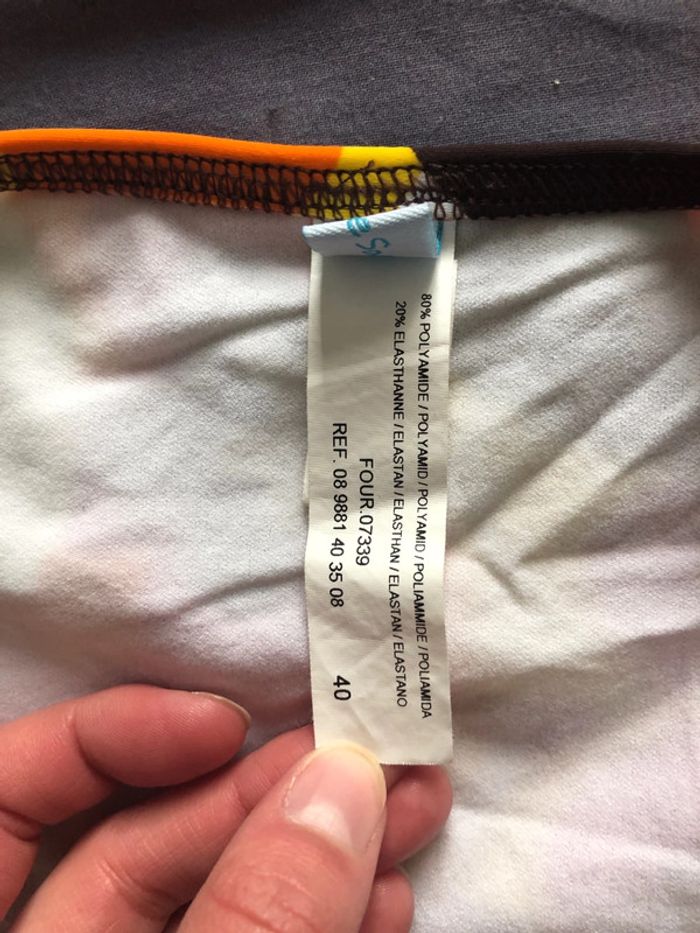 80% POLYAMIDE / POLYAMID / POLYAMID / POLIAMMIDE / POLIAMIDA
20% ELASTHANNE / ELASTAN / ELASTHAN / ELASTAN / ELASTANO
FOUR.07339
REF. 08 9881 40 35 08 40